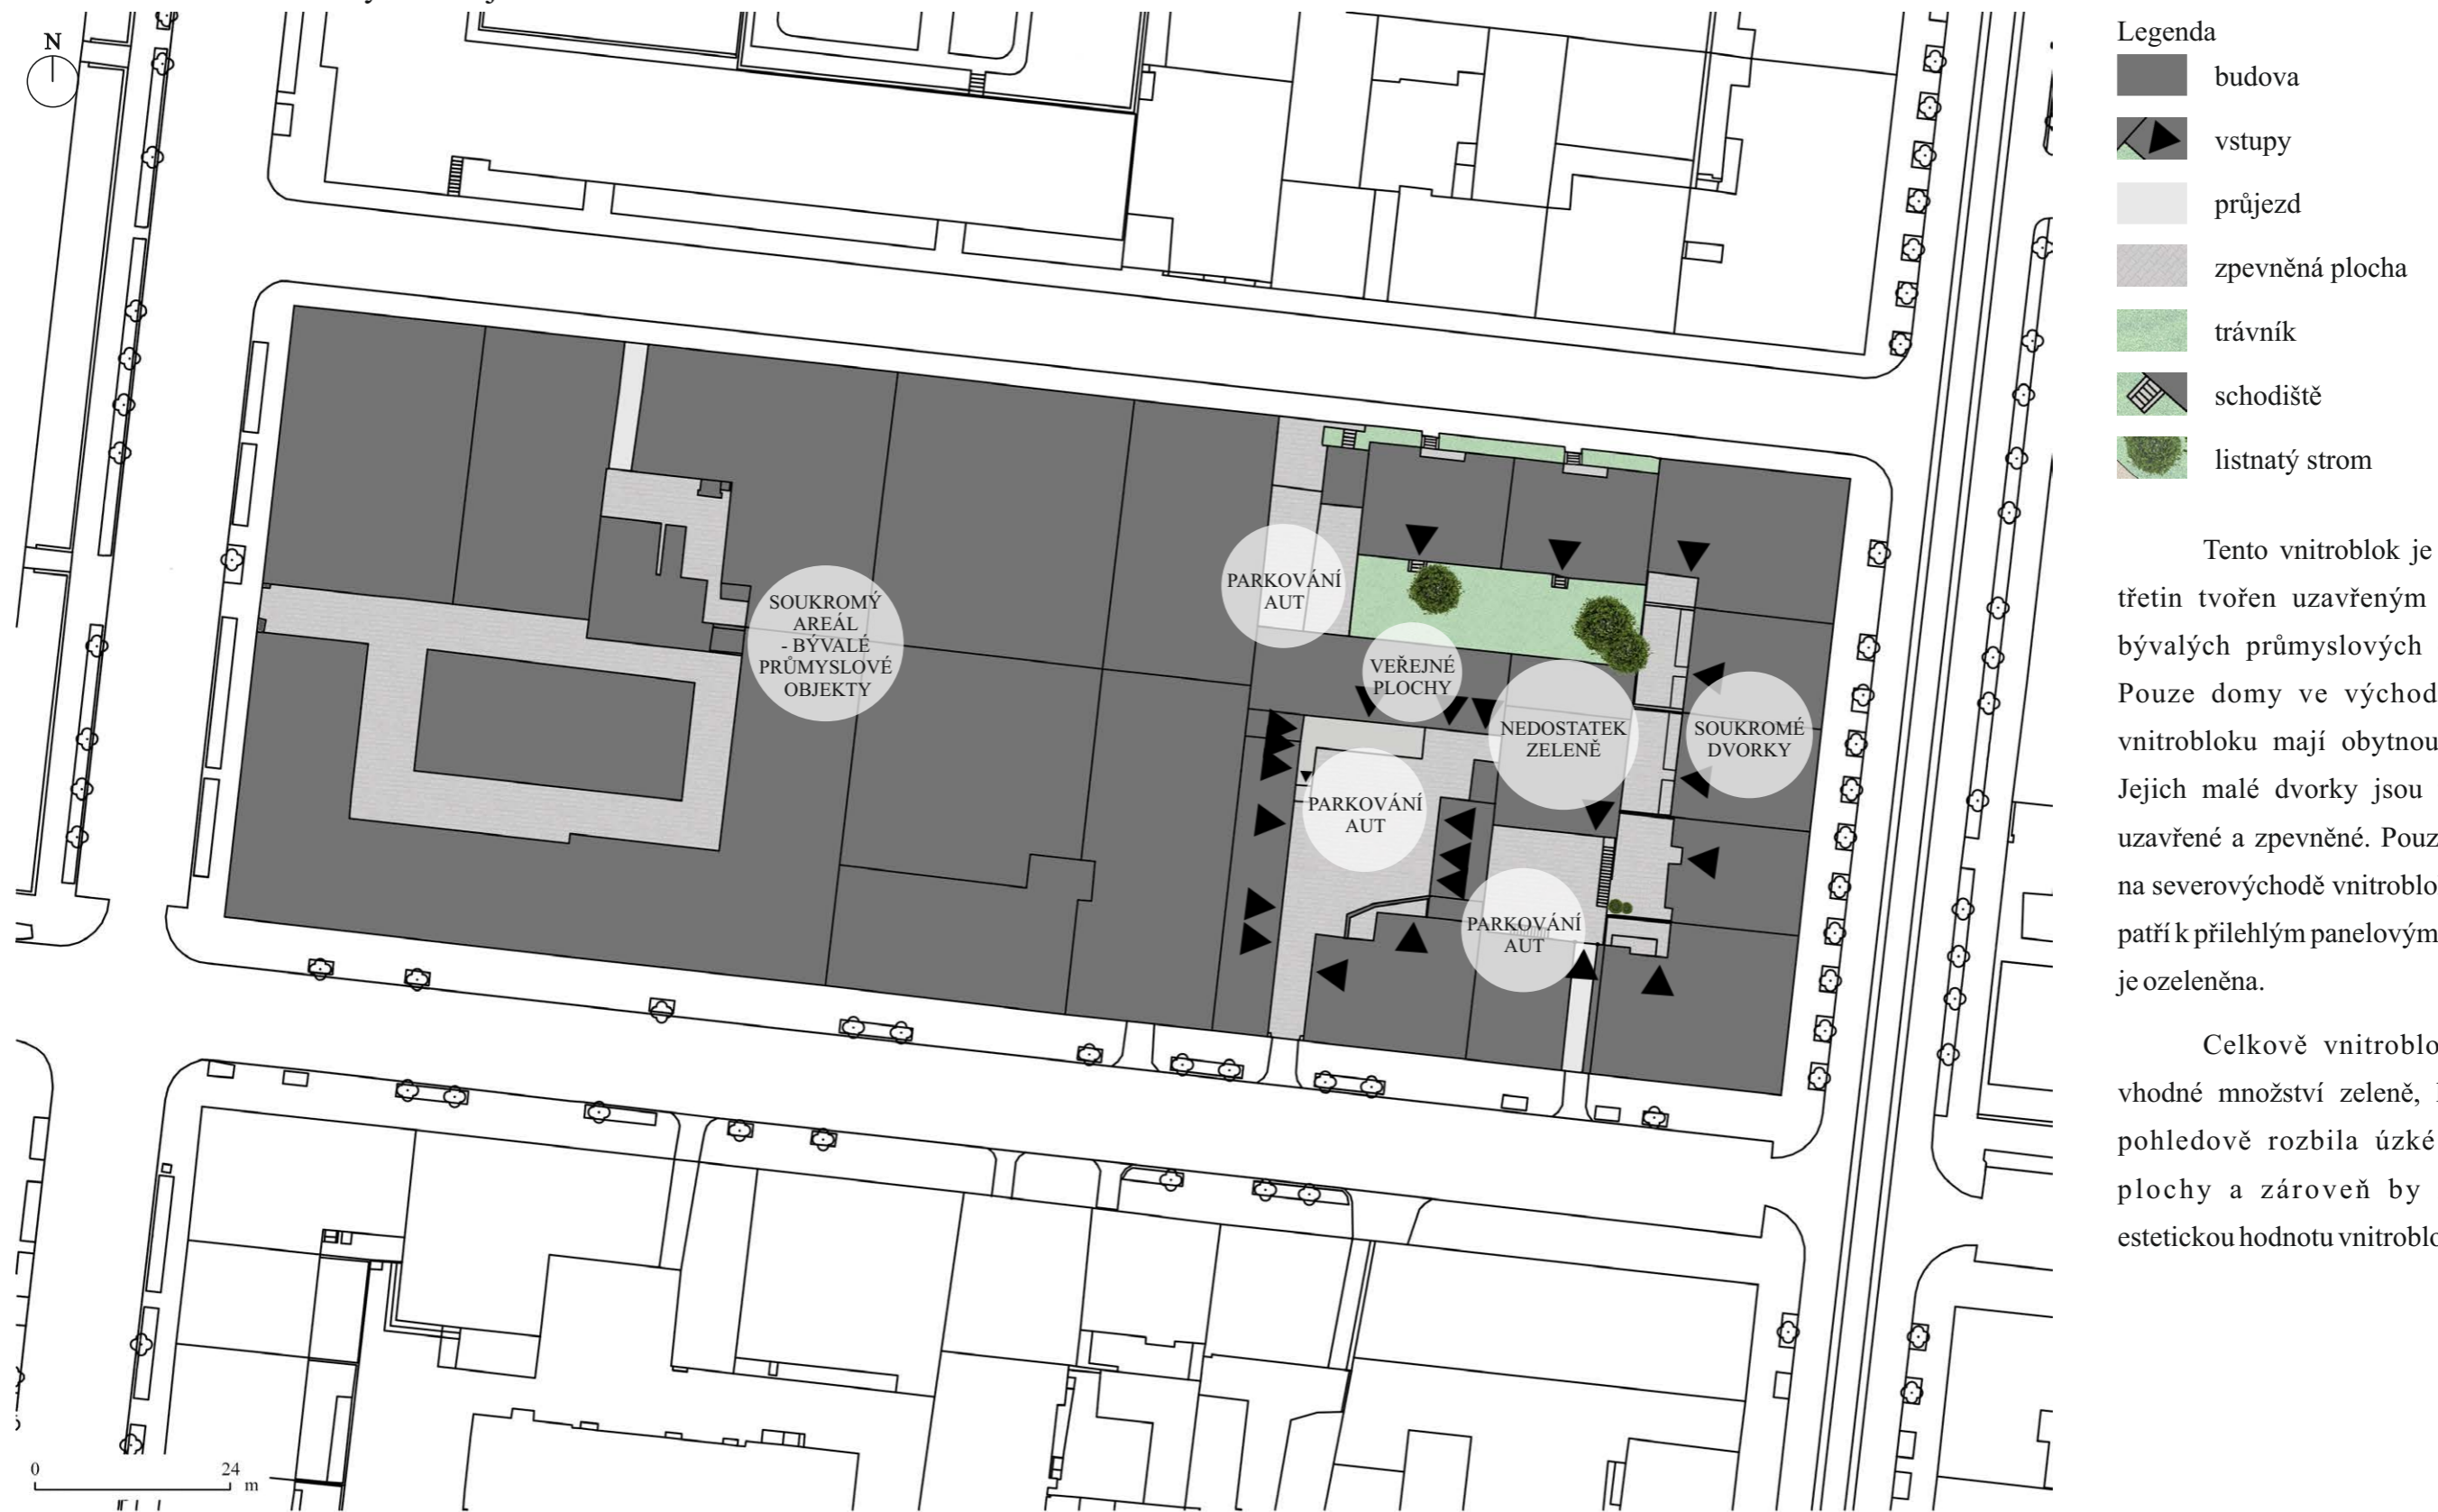 N
Legenda
budova
vstupy
průjezd
zpevněná plocha
trávník
schodiště
listnatý strom
SOUKROMÝ
AREÁL
- BÝVALÉ
PRŮMYSLOVÉ
OBJEKTY
PARKOVÁNÍ
AUT
VEŘEJNÉ
PLOCHY
NEDOSTATEK
ZELENĚ
SOUKROMÉ
DVORKY
PARKOVÁNÍ
AUT
PARKOVÁNÍ
AUT
Tento vnitroblok je
třetin tvořen uzavřeným
bývalých průmyslových
Pouze domy ve východ
vnitrobloku mají obytnou
Jejich malé dvorky jsou
uzavřené a zpevněné. Pouz
na severovýchodě vnitroblo
patří k přilehlým panelovým
je ozeleněna.
Celkově vnitroblo
vhodné množství zeleně,
pohledově rozbila úzké
plochy a zároveň by
estetickou hodnotu vnitroblo
0 24 m